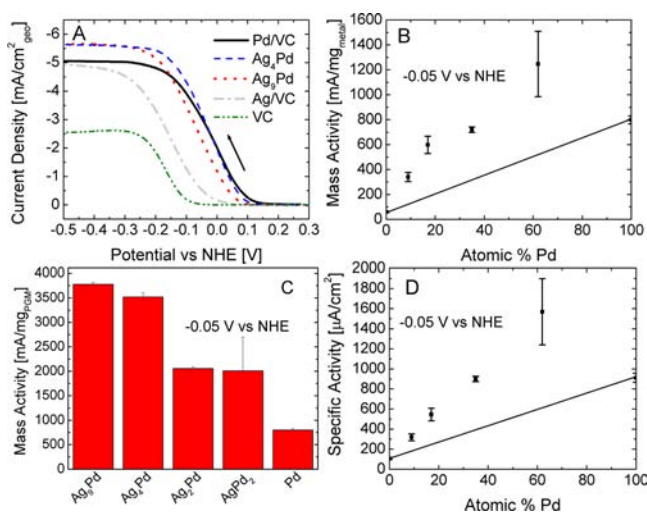 A
Current Density [mA/cm²geo]
-6
-5
-4
-3
-2
-1
0
Pd/VC
Ag₄Pd
Ag₉Pd
Ag/VC
VC
-0.5 -0.4 -0.3 -0.2 -0.1 0.0 0.1 0.2 0.3
Potential vs NHE [V]
B
Mass Activity [mA/mgmetal]
1600
1400
1200
1000
800
600
400
200
0
-0.05 V vs NHE
0 20 40 60 80 100
Atomic % Pd
C
Mass Activity [mA/mgPGM]
4000
3500
3000
2500
2000
1500
1000
500
0
-0.05 V vs NHE
Ag₉Pd Ag₄Pd Ag₂Pd AgPd₂ Pd
D
Specific Activity [μA/cm²]
2000
1800
1600
1400
1200
1000
800
600
400
200
0
-0.05 V vs NHE
0 20 40 60 80 100
Atomic % Pd